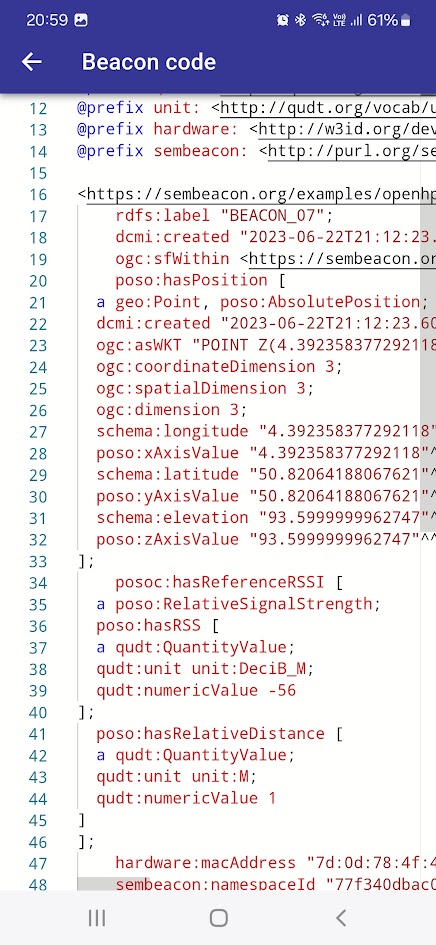 20:59 61%
Beacon code
12 @prefix unit: <http://qudt.org/vocab/u
13 @prefix hardware: <http://w3id.org/dev
14 @prefix sembeacon: <http://purl.org/se
15
16 <https://sembeacon.org/examples/openhp
17 rdfs:label "BEACON_07";
18 dcmi:created "2023-06-22T21:12:23.
19 ogc:sfWithin <https://sembeacon.or
20 poso:hasPosition [
21 a geo:Point, poso:AbsolutePosition;
22 dcmi:created "2023-06-22T21:12:23.60
23 ogc:asWKT "POINT Z(4.392358377292118
24 ogc:coordinateDimension 3;
25 ogc:spatialDimension 3;
26 ogc:dimension 3;
27 schema:longitude "4.392358377292118"
28 poso:xAxisValue "4.392358377292118"^
29 schema:latitude "50.82064188067621"^
30 poso:yAxisValue "50.82064188067621"^
31 schema:elevation "93.5999999962747"^
32 poso:zAxisValue "93.5999999962747"^^
33 ];
34 posoc:hasReferenceRSSI [
35 a poso:RelativeSignalStrength;
36 poso:hasRSS [
37 a qudt:QuantityValue;
38 qudt:unit unit:DeciB_M;
39 qudt:numericValue -56
40 ];
41 poso:hasRelativeDistance [
42 a qudt:QuantityValue;
43 qudt:unit unit:M;
44 qudt:numericValue 1
45 ]
46 ];
47 hardware:macAddress "7d:0d:78:4f:4
48 sembeacon:namespaceId "77f340dbac0